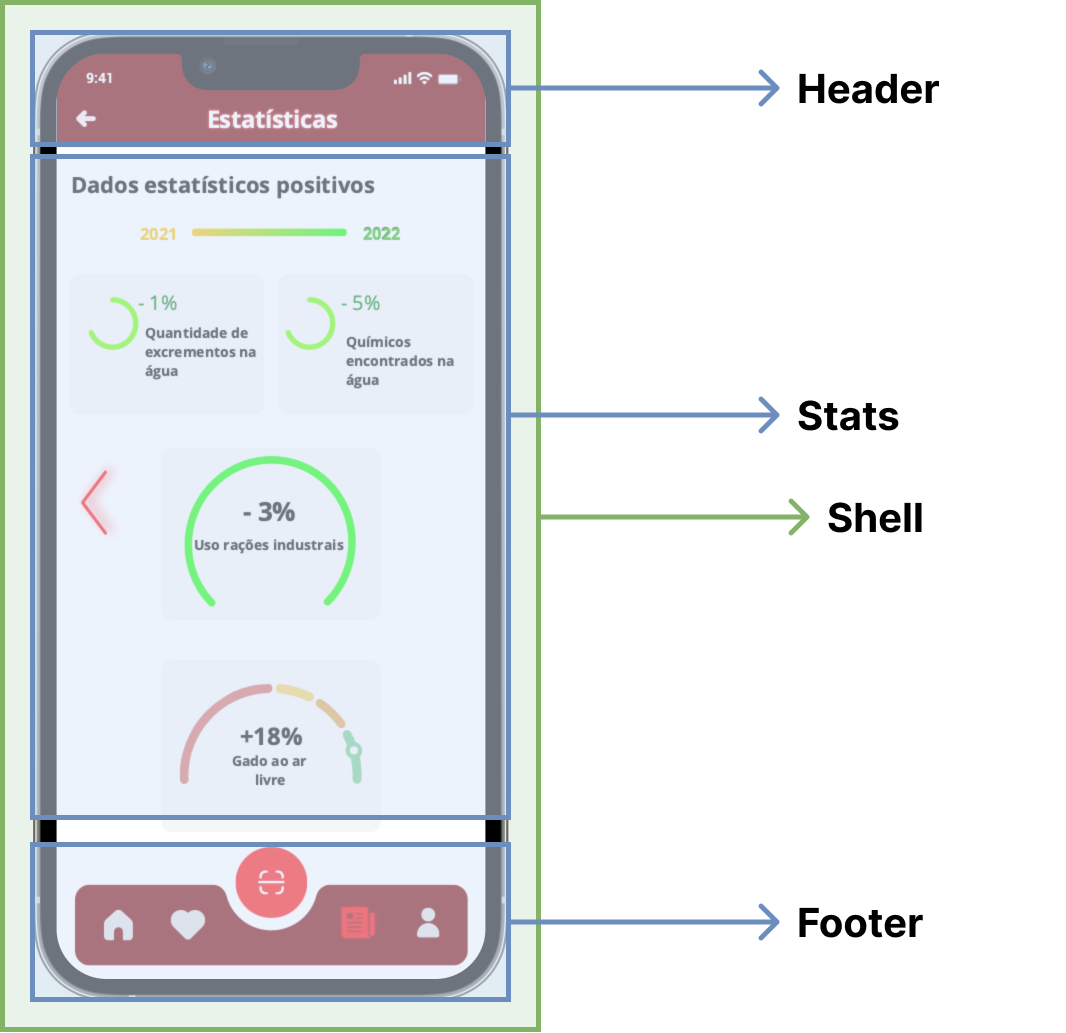 9:41
Estatísticas
Header
Dados estatísticos positivos
2021
2022
- 1%
Quantidade de
excrementos na
água
- 5%
Químicos
encontrados na
água
Stats
- 3%
Uso rações industrais
Shell
+18%
Gado ao ar
livre
Footer